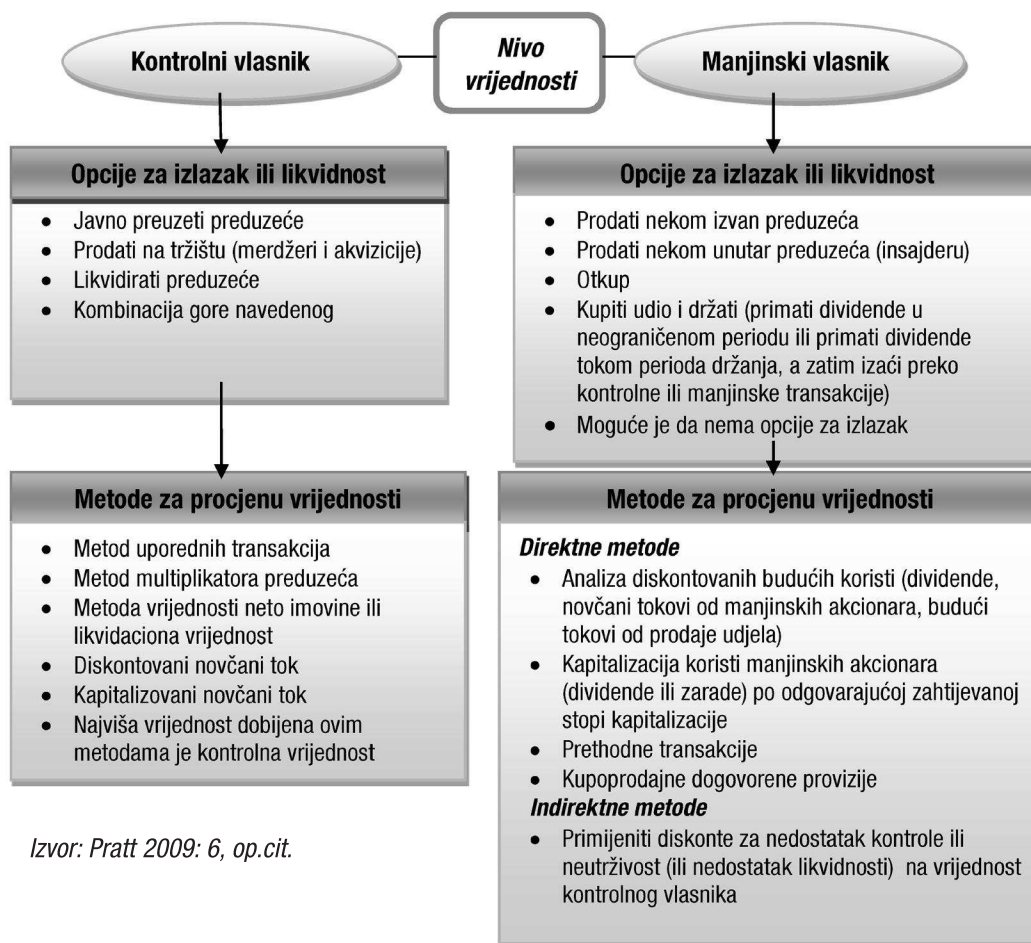 Kontrolni vlasnik
Nivo
vrijednosti
Manjinski vlasnik
Opcije za izlazak ili likvidnost
• Javno preuzeti preduzeće
• Prodati na tržištu (merdžeri i akvizicije)
• Likvidirati preduzeće
• Kombinacija gore navedenog
Opcije za izlazak ili likvidnost
• Prodati nekom izvan preduzeća
• Prodati nekom unutar preduzeća (insajderu)
• Otkup
• Kupiti udio i držati (primati dividende u
neograničenom periodu ili primati dividende
tokom perioda držanja, a zatim izaći preko
kontrolne ili manjinske transakcije)
• Moguće je da nema opcije za izlazak
Metode za procjenu vrijednosti
• Metod uporednih transakcija
• Metod multiplikatora preduzeća
• Metoda vrijednosti neto imovine ili
likvidaciona vrijednost
• Diskontovani novčani tok
• Kapitalizovani novčani tok
• Najviša vrijednost dobijena ovim
metodama je kontrolna vrijednost
Metode za procjenu vrijednosti
Direktne metode
• Analiza diskontovanih budućih koristi (dividende,
novčani tokovi od manjinskih akcionara, budući
tokovi od prodaje udjela)
• Kapitalizacija koristi manjinskih akcionara
(dividende ili zarade) po odgovarajućoj zahtijevanoj
stopi kapitalizacije
• Prethodne transakcije
• Kupoprodajne dogovorene provizije
Indirektne metode
• Primijeniti diskonte za nedostatak kontrole ili
neutrživost (ili nedostatak likvidnosti) na vrijednost
kontrolnog vlasnika
Izvor: Pratt 2009: 6, op.cit.